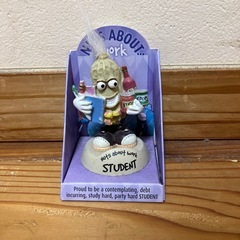 NUTS ABOUT...
work
nuts about work
STUDENT
Proud to be a contemplating, debt
incurring, study hard, party hard STUDENT